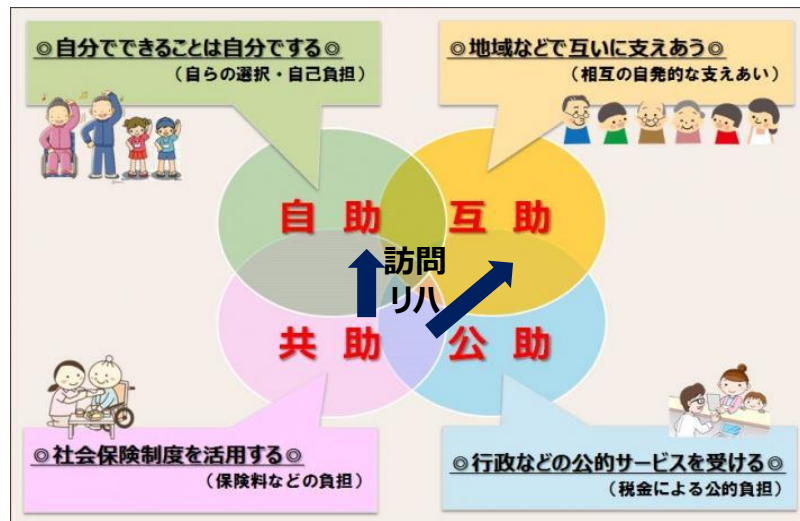 ◎自分でできることは自分でする◎
（自らの選択・自己負担）
◎地域などで互いに支えあう◎
（相互の自発的な支えあい）
自 助
互 助
訪問
リハ
共 助
公 助
◎社会保険制度を活用する◎
（保険料などの負担）
◎行政などの公的サービスを受ける◎
（税金による公的負担）